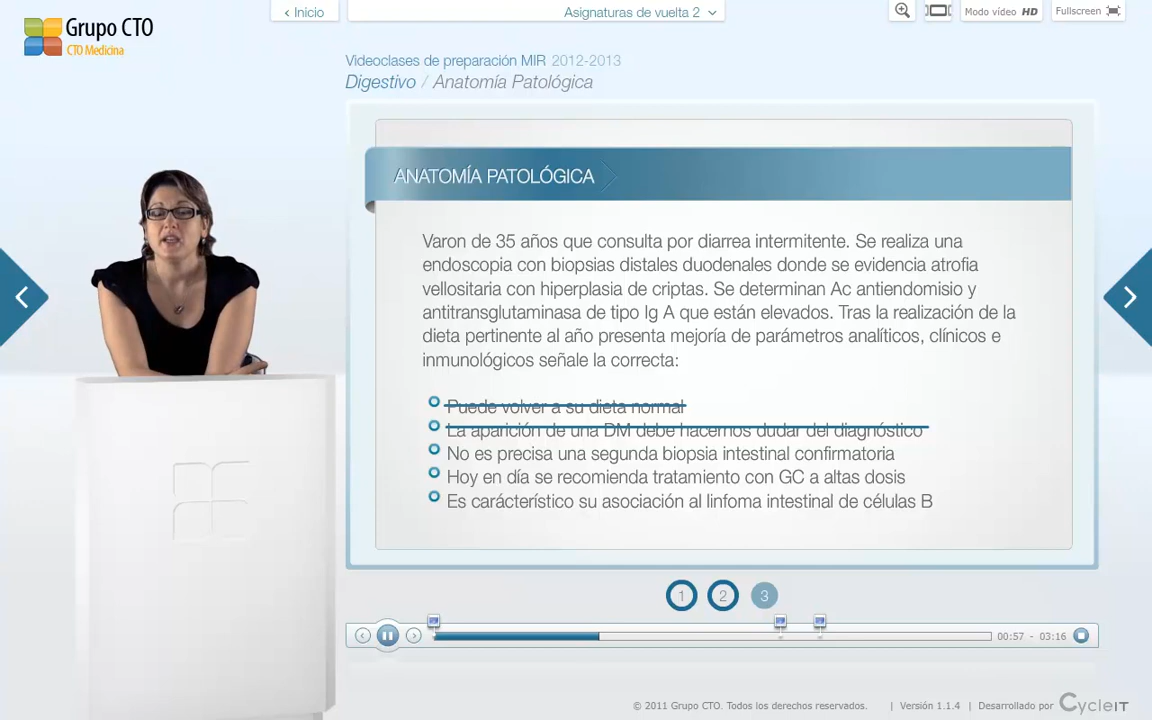 Grupo CTO
CTO Medicina
‹ Inicio
Asignaturas de vuelta 2
Modo vídeo HD
Fullscreen
Videoclases de preparación MIR 2012-2013
Digestivo / Anatomía Patológica
ANATOMÍA PATOLÓGICA
Varon de 35 años que consulta por diarrea intermitente. Se realiza una
endoscopia con biopsias distales duodenales donde se evidencia atrofia
vellositaria con hiperplasia de criptas. Se determinan Ac antiendomisio y
antitransglutaminasa de tipo Ig A que están elevados. Tras la realización de la
dieta pertinente al año presenta mejoría de parámetros analíticos, clínicos e
inmunológicos señale la correcta:
Puede volver a su dieta normal
La aparición de una DM debe hacernos dudar del diagnóstico
No es precisa una segunda biopsia intestinal confirmatoria
Hoy en día se recomienda tratamiento con GC a altas dosis
Es carácterístico su asociación al linfoma intestinal de células B
1 2 3
00:57 - 03:16
© 2011 Grupo CTO. Todos los derechos reservados. | Versión 1.1.4 | Desarrollado por CycleIT